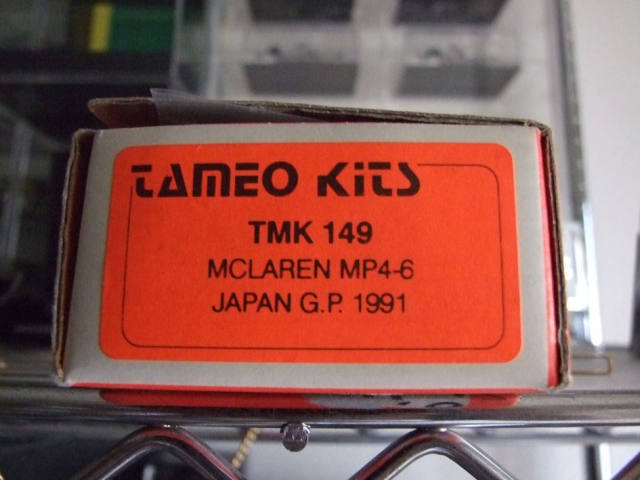 TAMEO KITS
TMK 149
MCLAREN MP4-6
JAPAN G.P. 1991